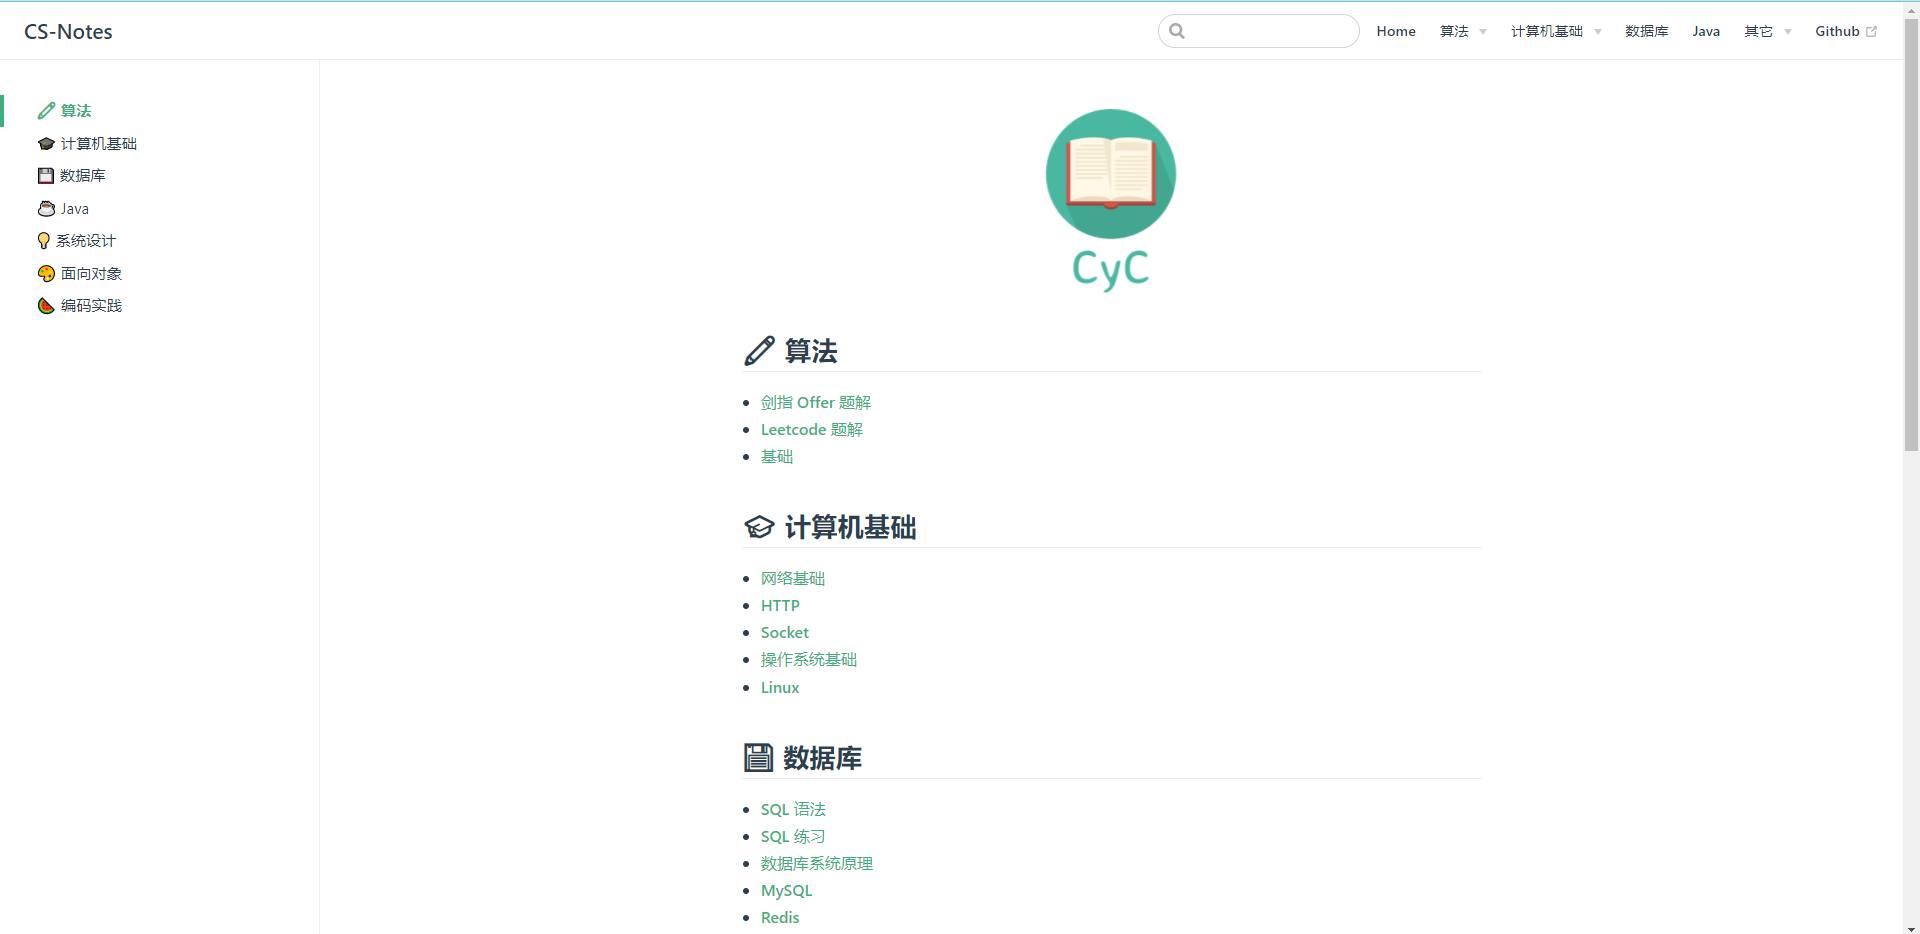 CS-Notes
Home 算法 计算机基础 数据库 Java 其它 Github
算法
计算机基础
数据库
Java
系统设计
面向对象
编码实践
CyC
算法
剑指 Offer 题解
Leetcode 题解
基础
计算机基础
网络基础
HTTP
Socket
操作系统基础
Linux
数据库
SQL 语法
SQL 练习
数据库系统原理
MySQL
Redis